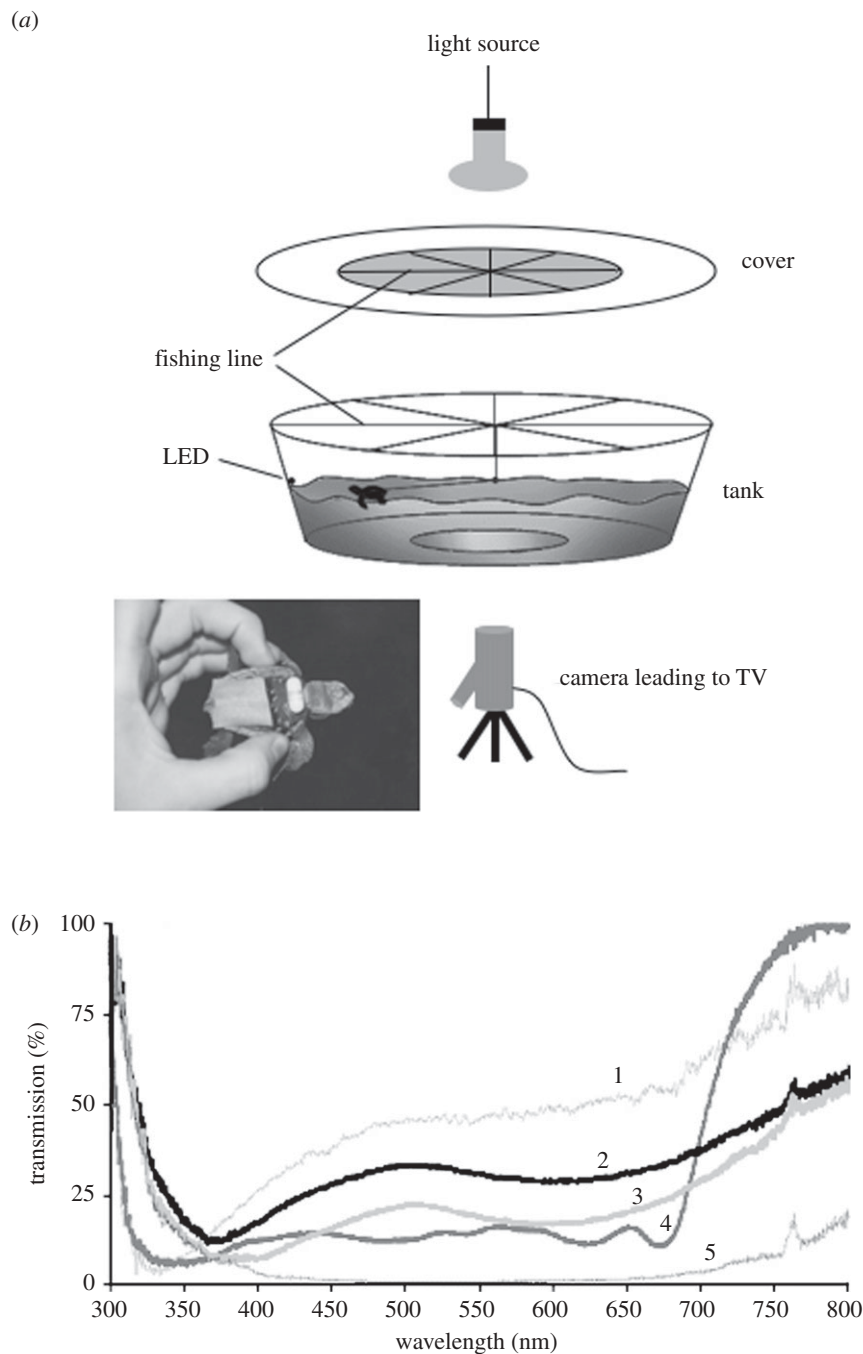 (a)
light source
cover
fishing line
LED
tank
camera leading to TV
(b)
100
75
50
25
0
transmission (%)
1
2
3
4
5
300 350 400 450 500 550 600 650 700 750 800
wavelength (nm)